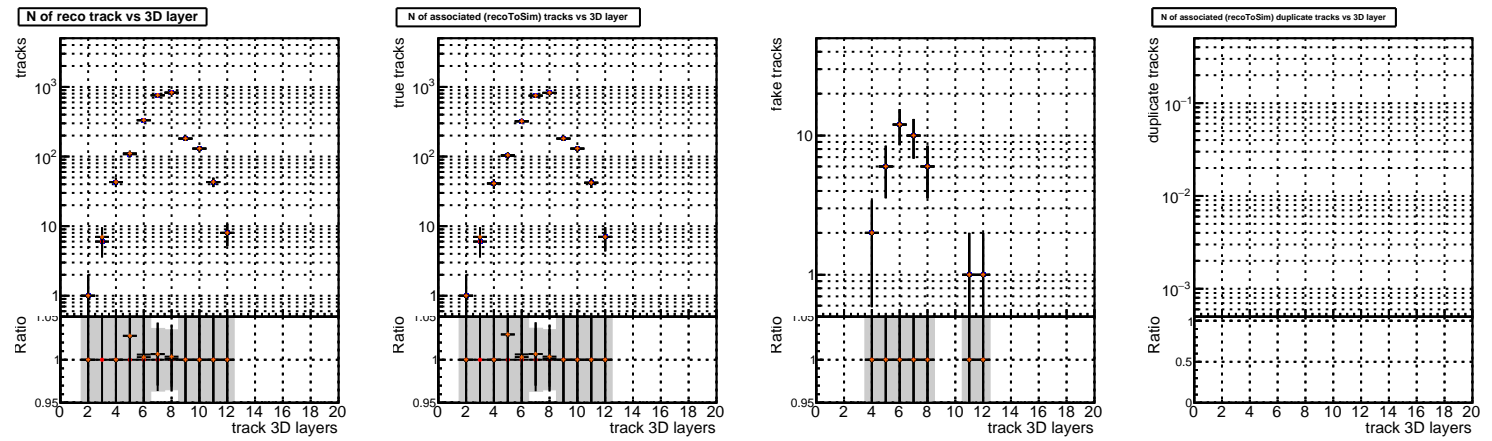 N of reco track vs 3D layer
tracks
10³
10²
10
1
1.05
Ratio
1
0.95
0 2 4 6 8 10 12 14 16 18 20
track 3D layers
N of associated (recoToSim) tracks vs 3D layer
true tracks
10³
10²
10
1
1.05
Ratio
1
0.95
0 2 4 6 8 10 12 14 16 18 20
track 3D layers
fake tracks
10
1
1.05
Ratio
1
0.95
0 2 4 6 8 10 12 14 16 18 20
track 3D layers
N of associated (recoToSim) duplicate tracks vs 3D layer
duplicate tracks
10⁻¹
10⁻²
10⁻³
Ratio
1
0.5
0
0 2 4 6 8 10 12 14 16 18 20
track 3D layers